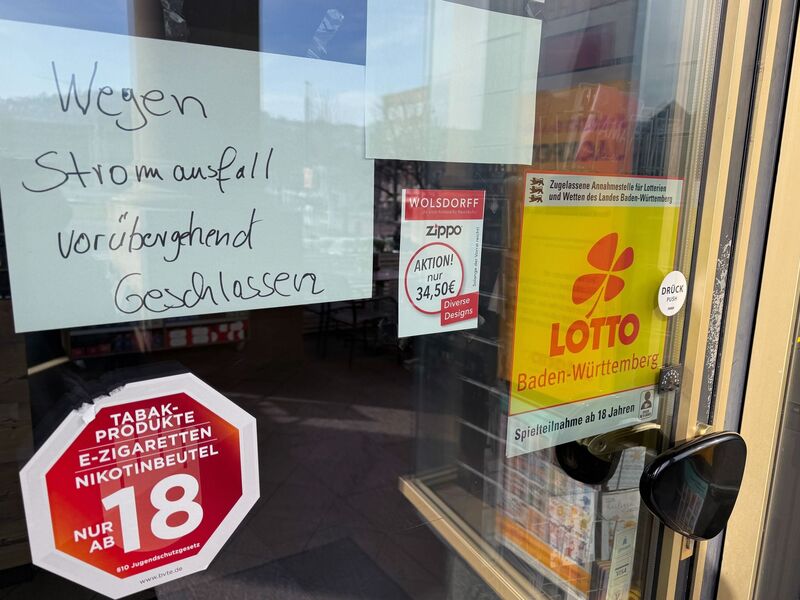 Wegen
Stromausfall
vorübergehend
Geschlassen
WOLSDORFF
zippo
AKTION!
nur
34,50€
Diverse
Designs
Zugelassene Annahmestelle für Lotterien
und Wetten des Landes Baden-Württemberg
LOTTO
Baden-Württemberg
Spielteilnahme ab 18 Jahren
DRÜCK
PUSH
TABAK-
PRODUKTE
E-ZIGARETTEN
NIKOTINBEUTEL
NUR
AB
18
§10 Jugendschutzgesetz
www.bvte.de